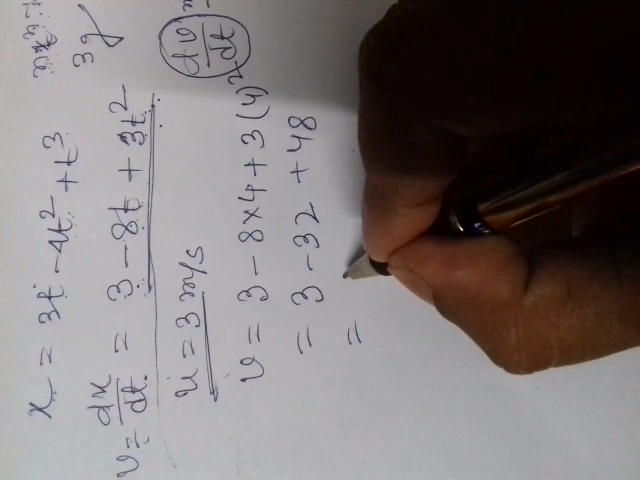 x = 3t - 4t² + t³
v = dx/dt = 3 - 8t + 3t²
u = 3 m/s
dv/dt
v = 3 - 8×4 + 3(4)²
= 3 - 32 + 48
=